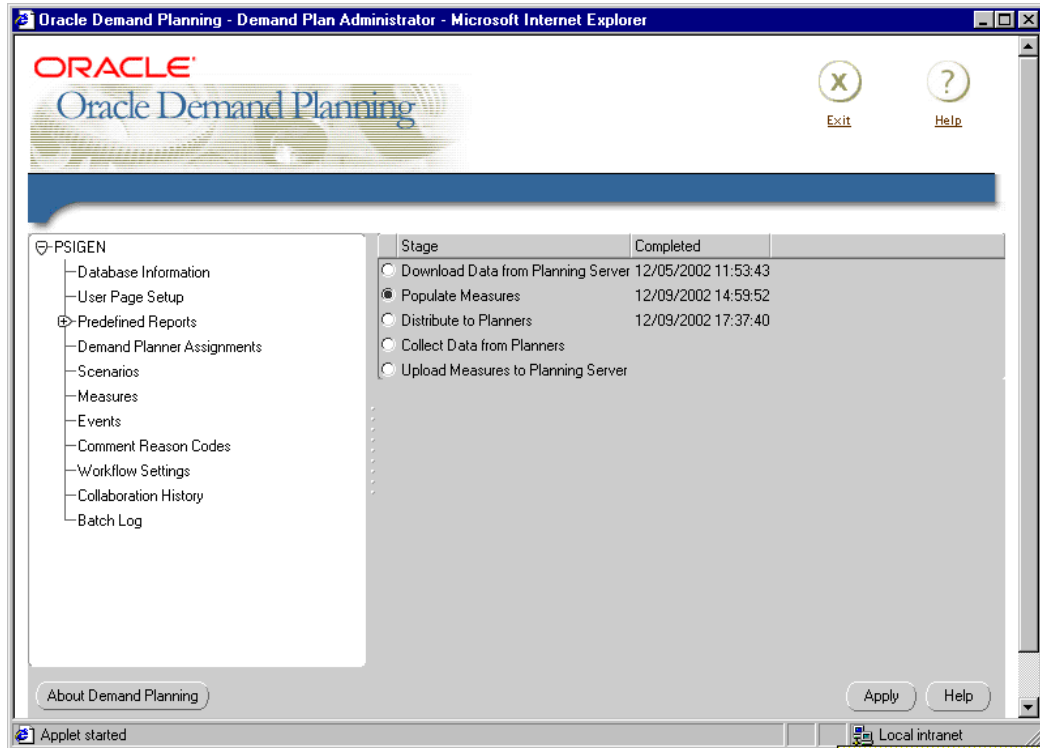 Oracle Demand Planning - Demand Plan Administrator - Microsoft Internet Explorer
ORACLE
Oracle Demand Planning
X
?
Exit
Help
PSIGEN
Database Information
User Page Setup
Predefined Reports
Demand Planner Assignments
Scenarios
Measures
Events
Comment Reason Codes
Workflow Settings
Collaboration History
Batch Log
Stage Completed
Download Data from Planning Server 12/05/2002 11:53:43
Populate Measures 12/09/2002 14:59:52
Distribute to Planners 12/09/2002 17:37:40
Collect Data from Planners
Upload Measures to Planning Server
About Demand Planning
Apply
Help
Applet started
Local intranet